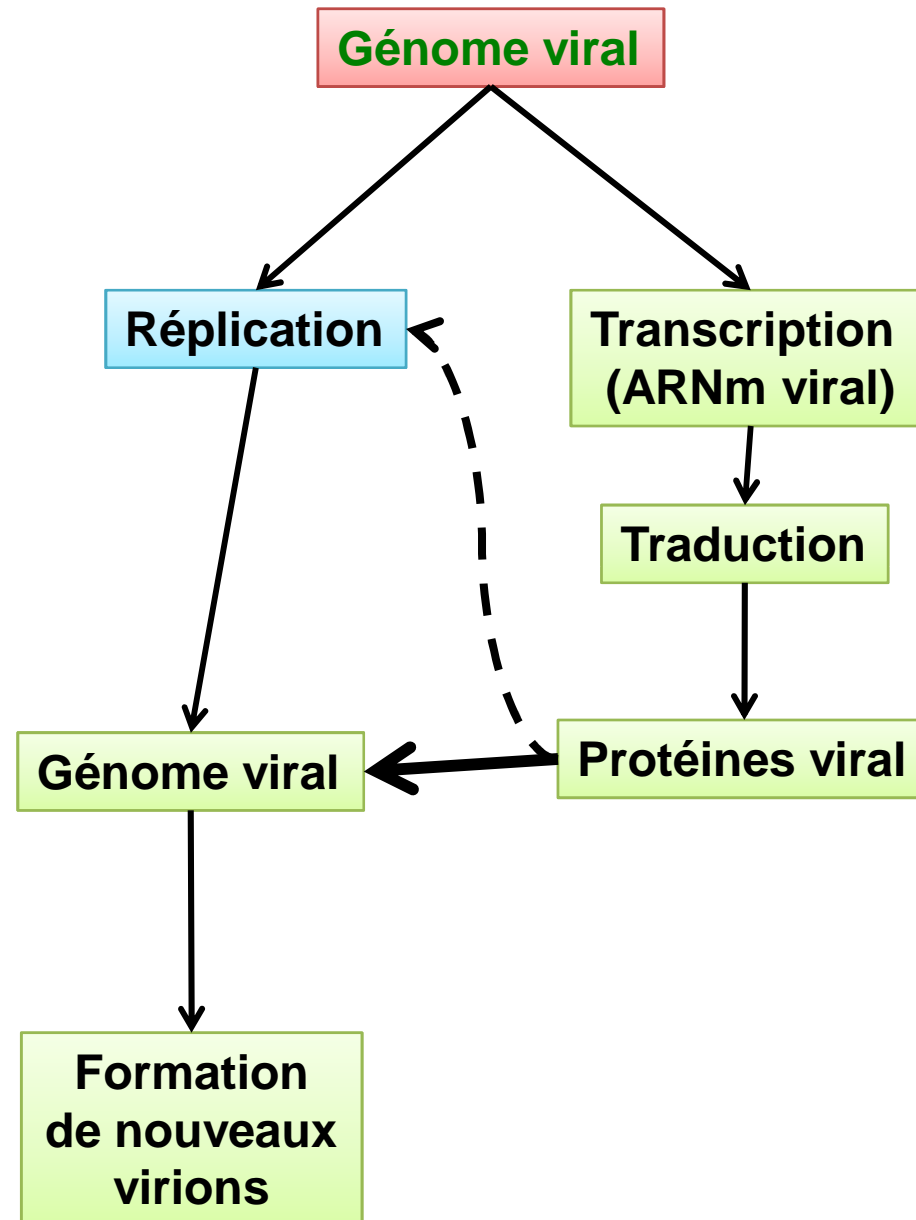 Génome viral
Réplication
Transcription
(ARNm viral)
Traduction
Protéines viral
Génome viral
Formation
de nouveaux
virions